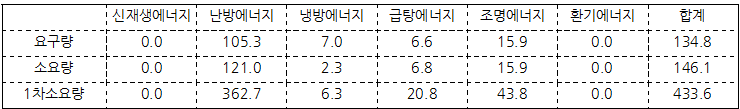 신재생에너지 난방에너지 냉방에너지 급탕에너지 조명에너지 환기에너지 합계
요구량 0.0 105.3 7.0 6.6 15.9 0.0 134.8
소요량 0.0 121.0 2.3 6.8 15.9 0.0 146.1
1차소요량 0.0 362.7 6.3 20.8 43.8 0.0 433.6